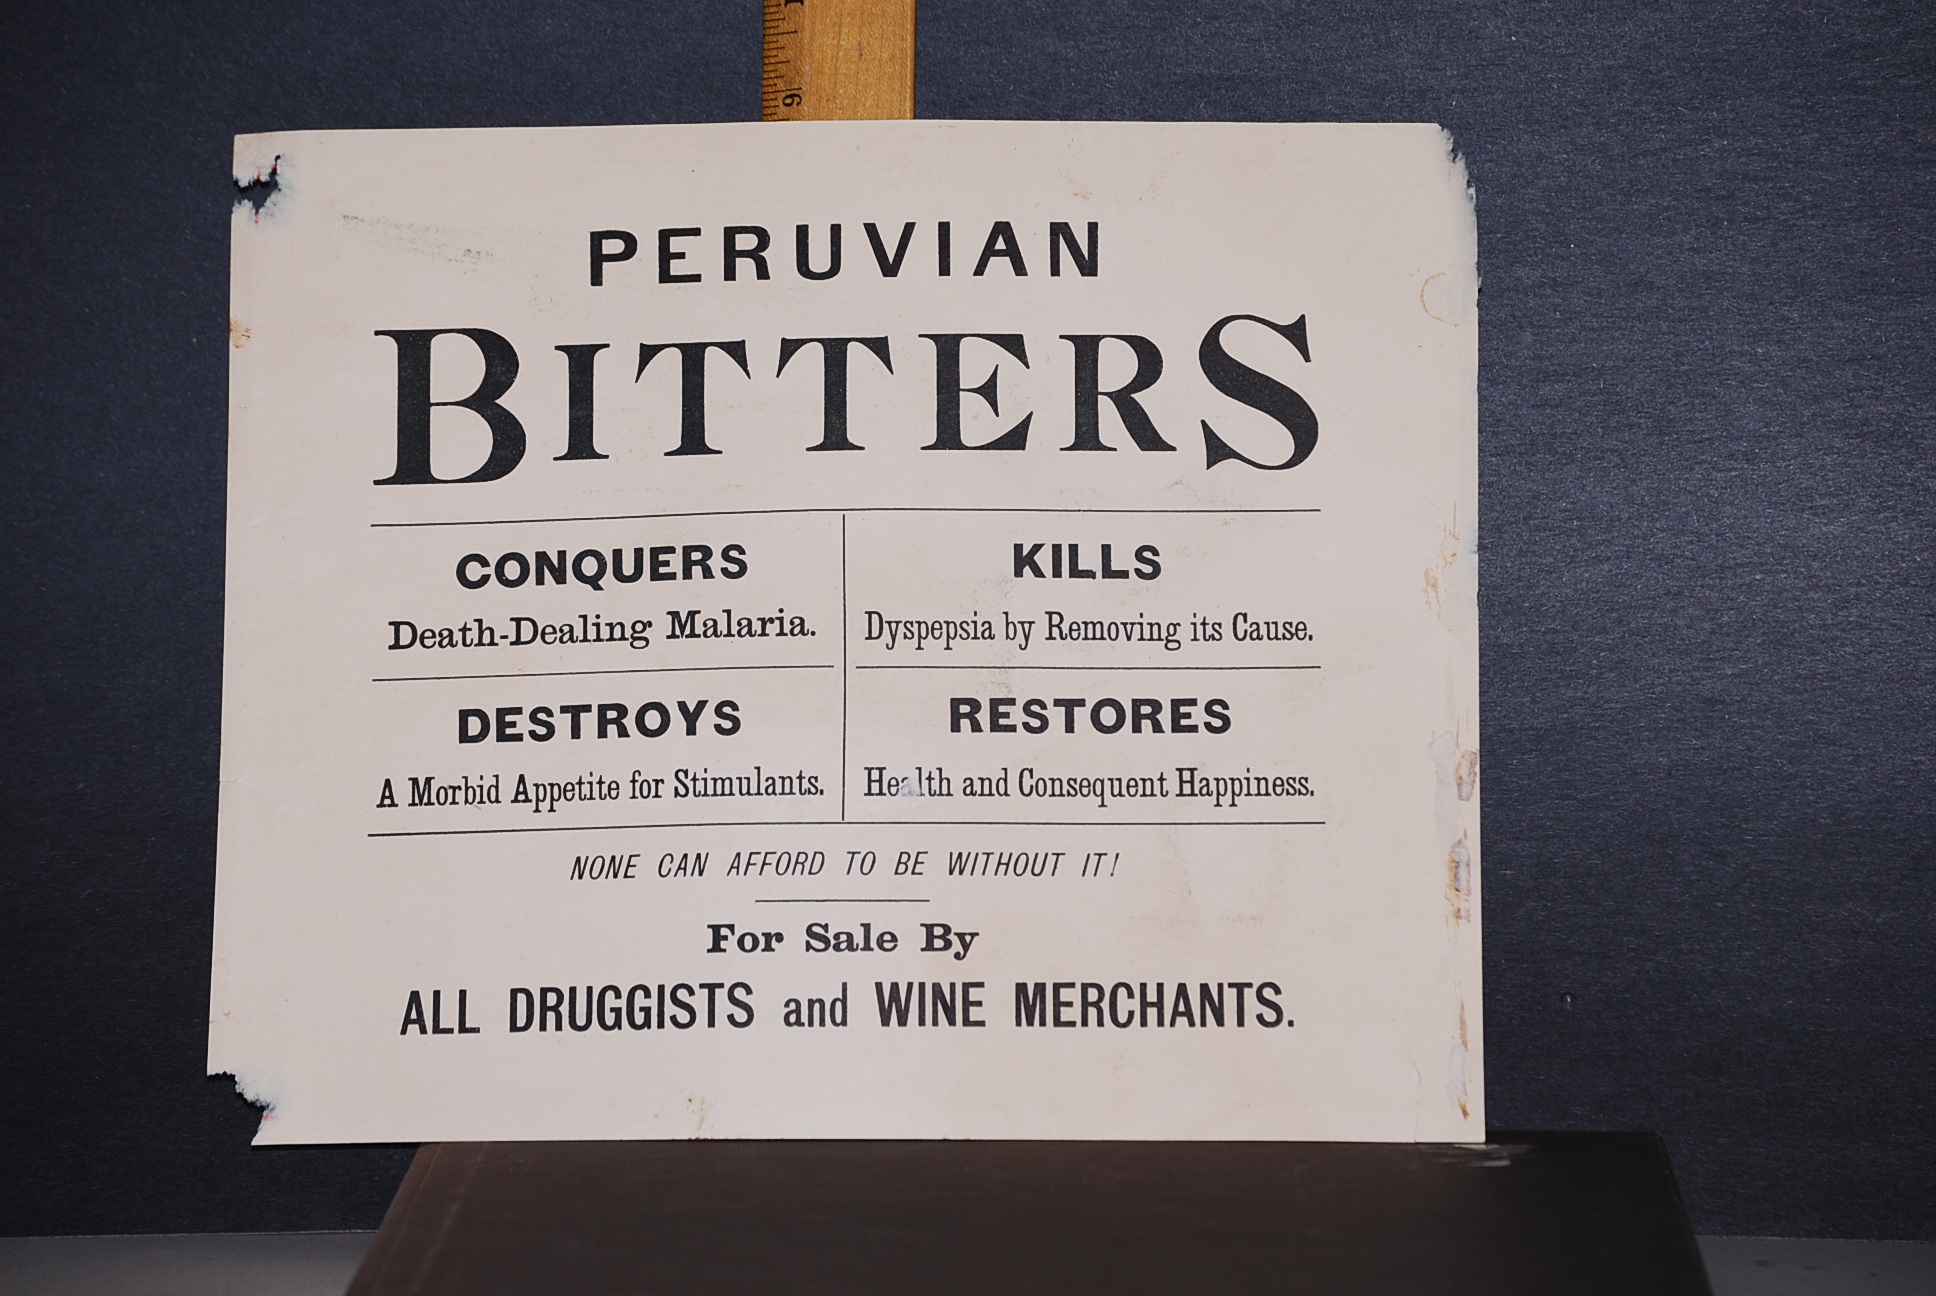 6
PERUVIAN
BITTERS
CONQUERS
Death-Dealing Malaria.
KILLS
Dyspepsia by Removing its Cause.
DESTROYS
A Morbid Appetite for Stimulants.
RESTORES
Health and Consequent Happiness.
NONE CAN AFFORD TO BE WITHOUT IT!
For Sale By
ALL DRUGGISTS and WINE MERCHANTS.